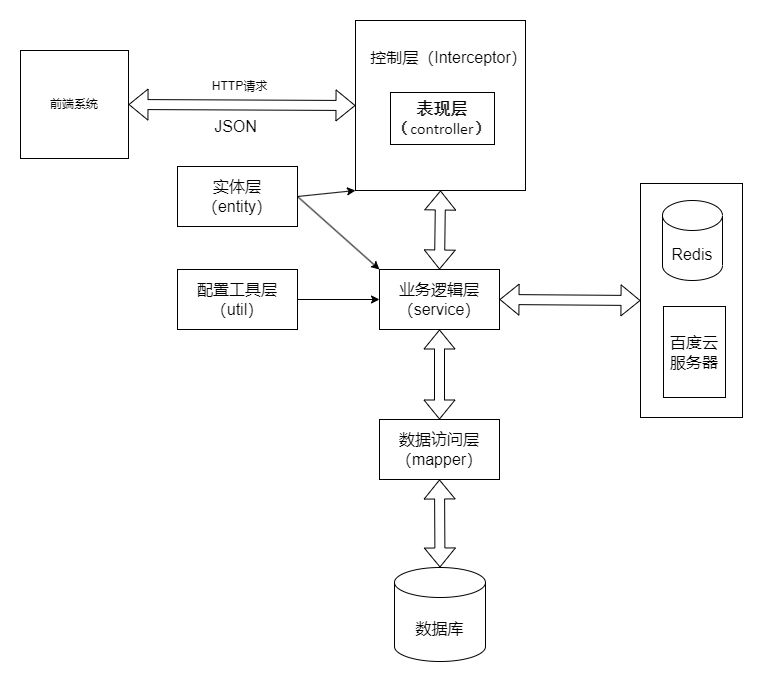 控制层（Interceptor）
HTTP请求
前端系统
表现层
（controller）
JSON
实体层
（entity）
Redis
配置工具层
（util）
业务逻辑层
（service）
百度云
服务器
数据访问层
（mapper）
数据库